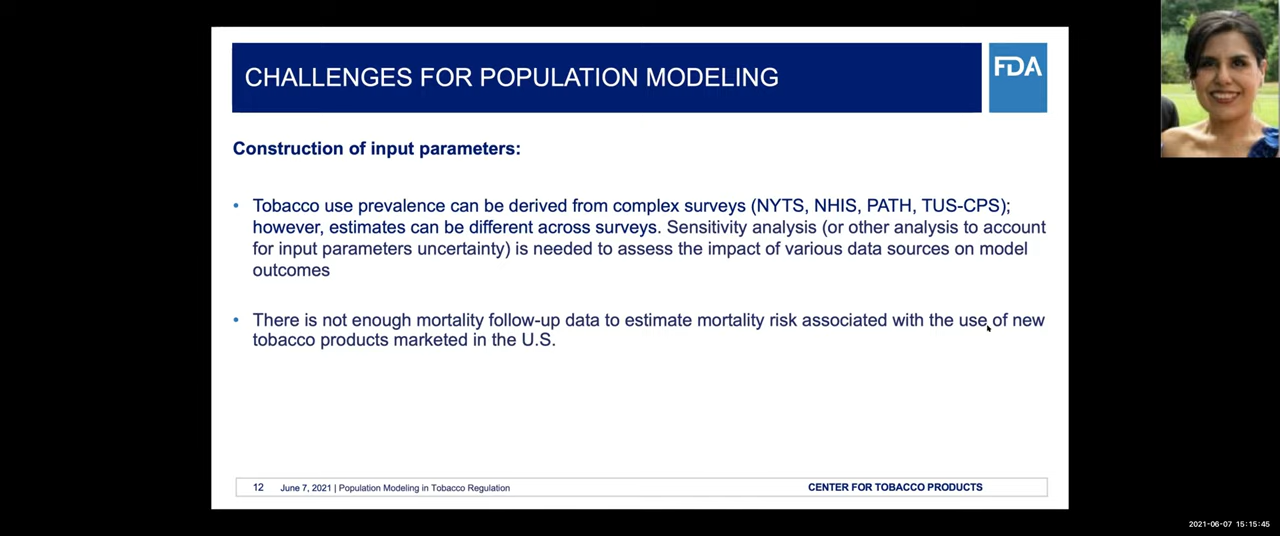 CHALLENGES FOR POPULATION MODELING
FDA
Construction of input parameters:
• Tobacco use prevalence can be derived from complex surveys (NYTS, NHIS, PATH, TUS-CPS);
however, estimates can be different across surveys. Sensitivity analysis (or other analysis to account
for input parameters uncertainty) is needed to assess the impact of various data sources on model
outcomes
• There is not enough mortality follow-up data to estimate mortality risk associated with the use of new
tobacco products marketed in the U.S.
12 June 7, 2021 | Population Modeling in Tobacco Regulation CENTER FOR TOBACCO PRODUCTS
2021-06-07 15:15:45